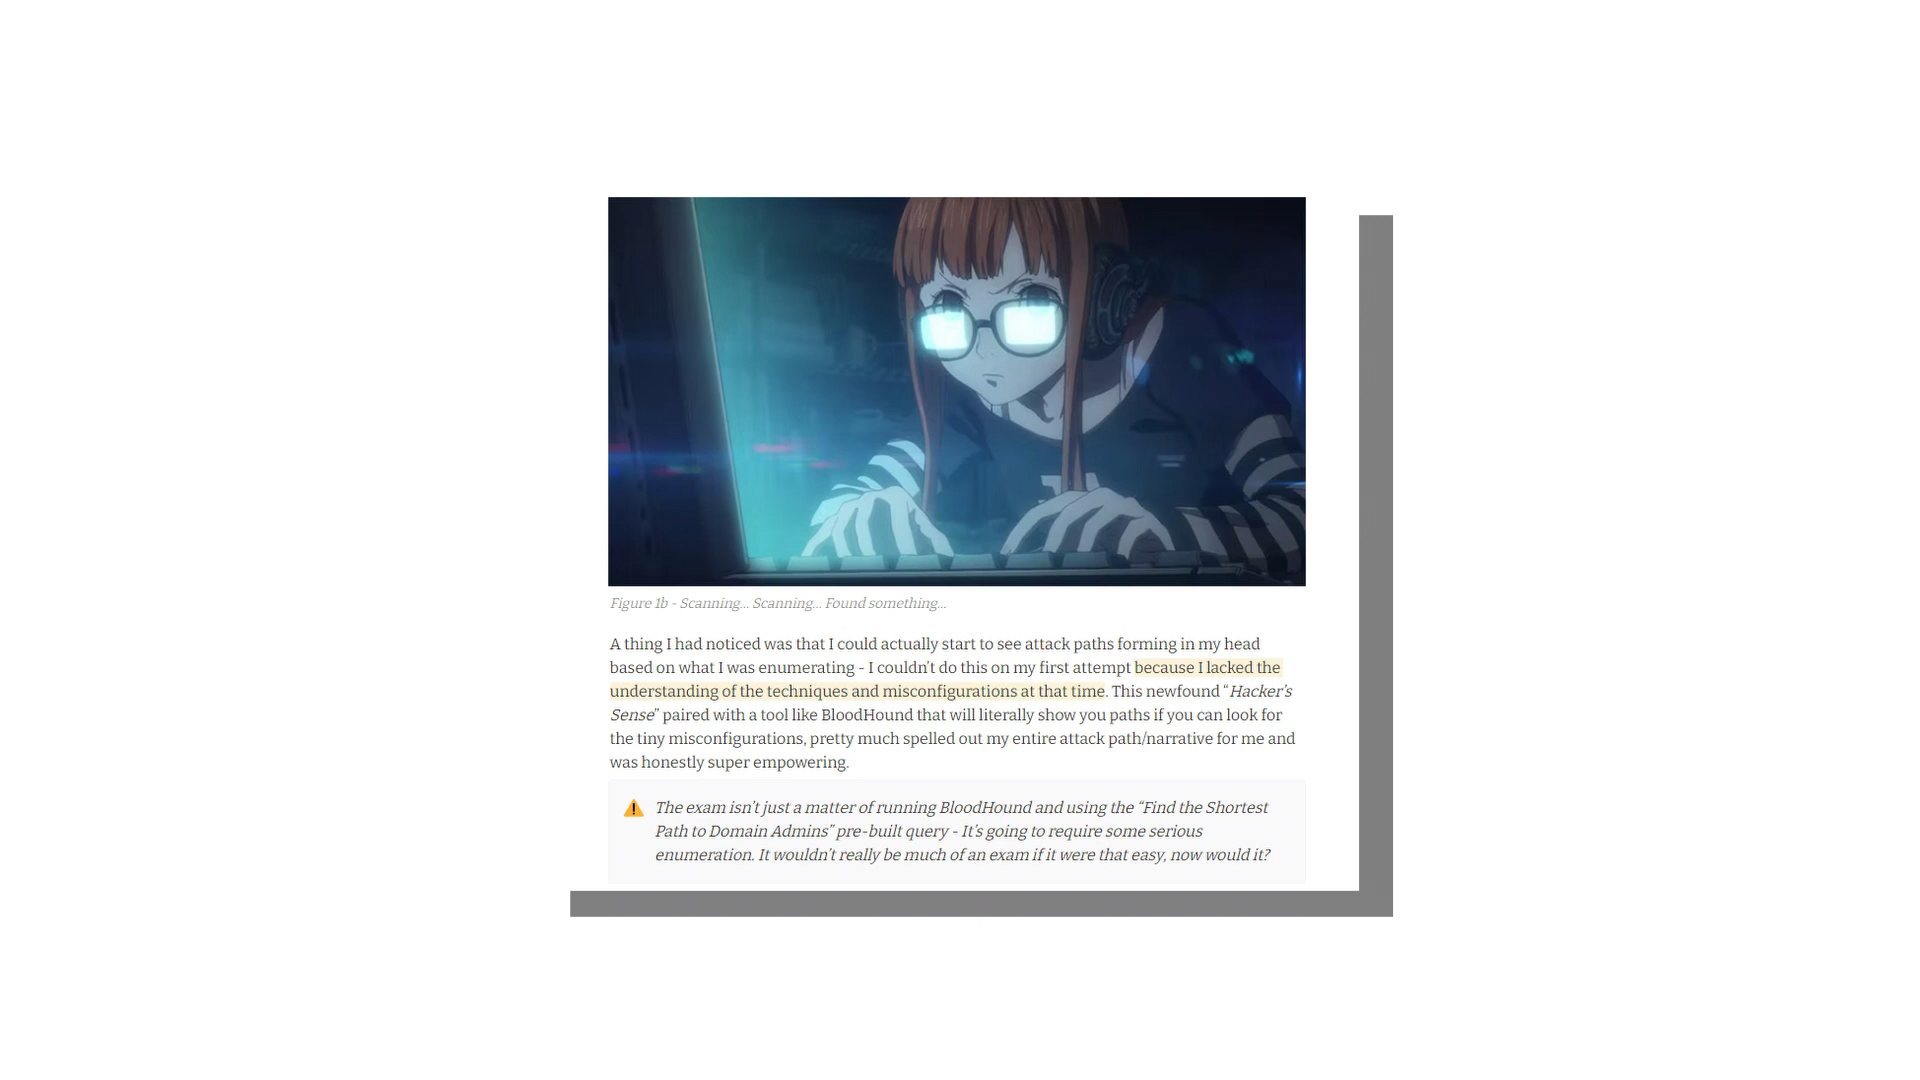 Figure 1b - Scanning... Scanning... Found something...
A thing I had noticed was that I could actually start to see attack paths forming in my head
based on what I was enumerating - I couldn't do this on my first attempt because I lacked the
understanding of the techniques and misconfigurations at that time. This newfound “Hacker's
Sense” paired with a tool like BloodHound that will literally show you paths if you can look for
the tiny misconfigurations, pretty much spelled out my entire attack path/narrative for me and
was honestly super empowering.
The exam isn't just a matter of running BloodHound and using the “Find the Shortest
Path to Domain Admins” pre-built query - It's going to require some serious
enumeration. It wouldn't really be much of an exam if it were that easy, now would it?